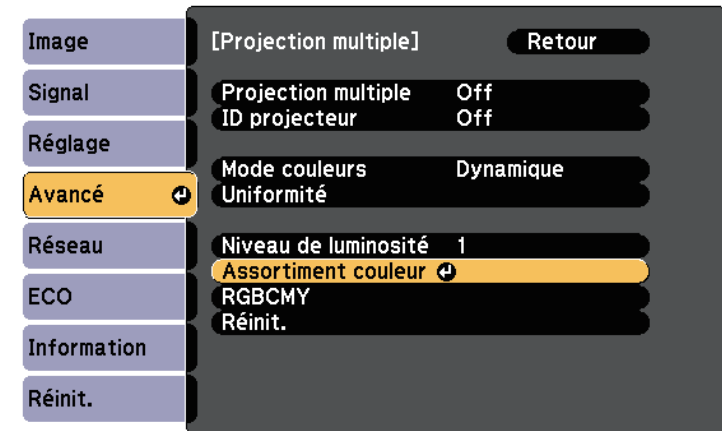 Image
Signal
Réglage
Avancé
Réseau
ECO
Information
Réinit.
[Projection multiple] Retour
Projection multiple Off
ID projecteur Off
Mode couleurs Dynamique
Uniformité
Niveau de luminosité 1
Assortiment couleur
RGBCMY
Réinit.